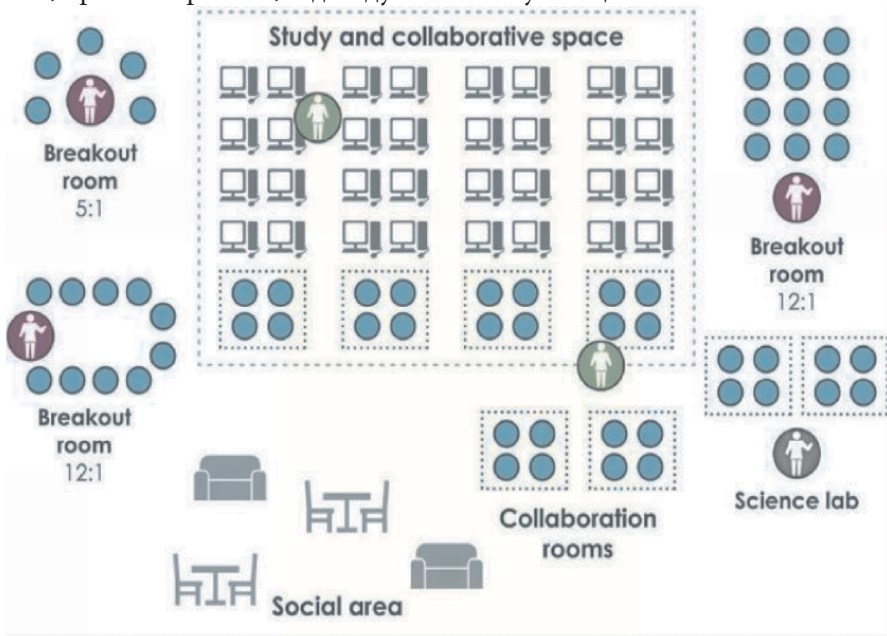 Study and collaborative space
Breakout
room
5:1
Breakout
room
12:1
Breakout
room
12:1
Science lab
Collaboration
rooms
Social area